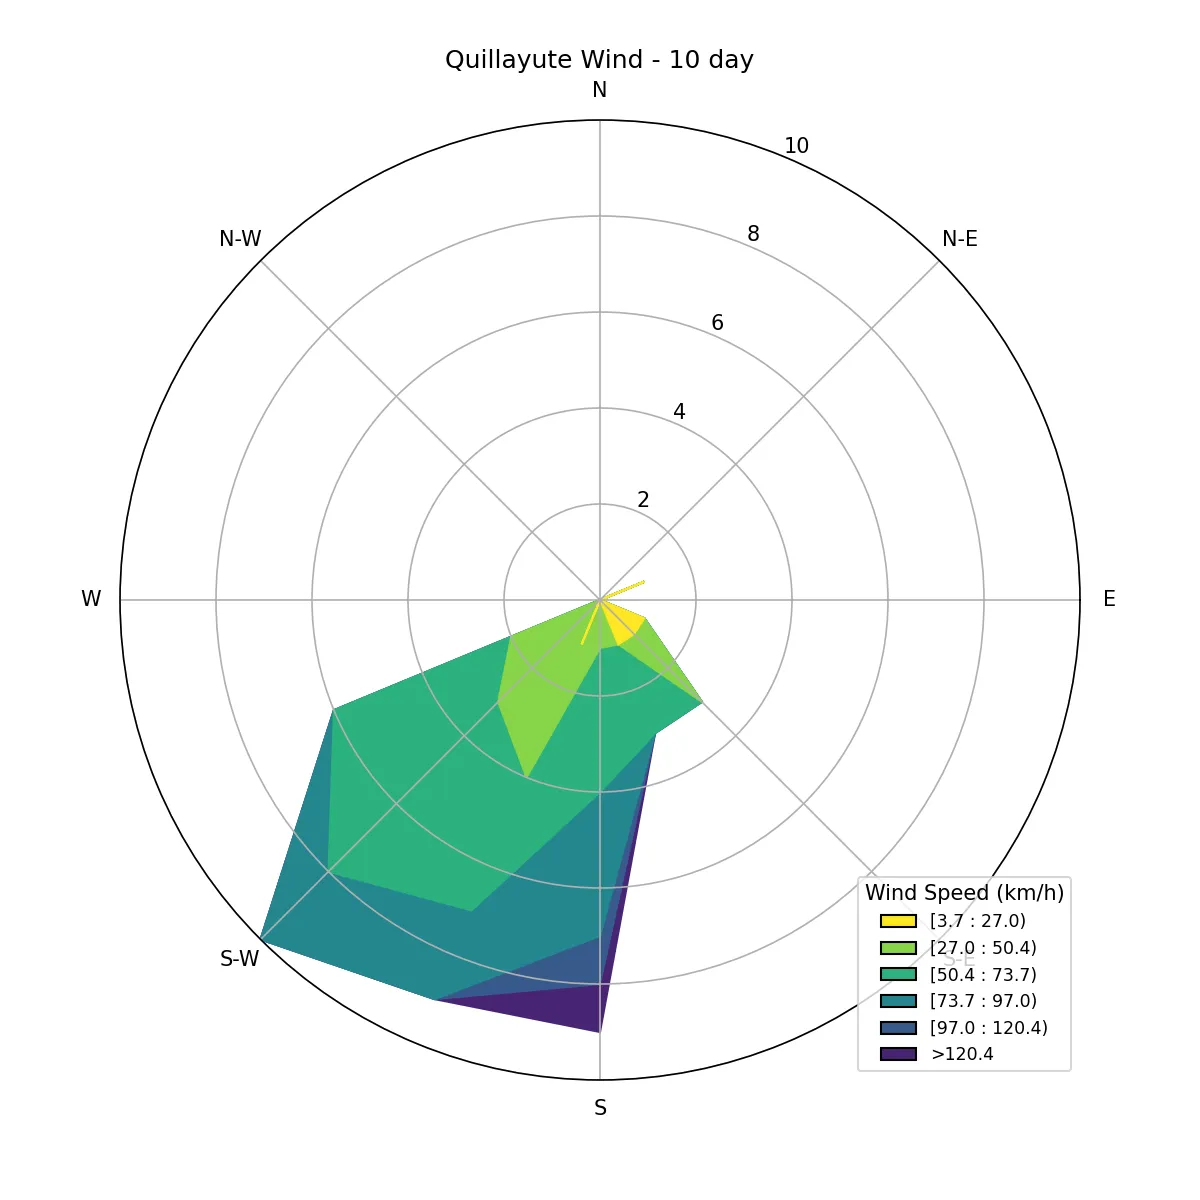 Quillayute Wind - 10 day
N
10
N-W
N-E
8
6
4
2
W
E
Wind Speed (km/h)
[3.7 : 27.0)
[27.0 : 50.4)
S-W
S-E
[50.4 : 73.7)
[73.7 : 97.0)
[97.0 : 120.4)
>120.4
S